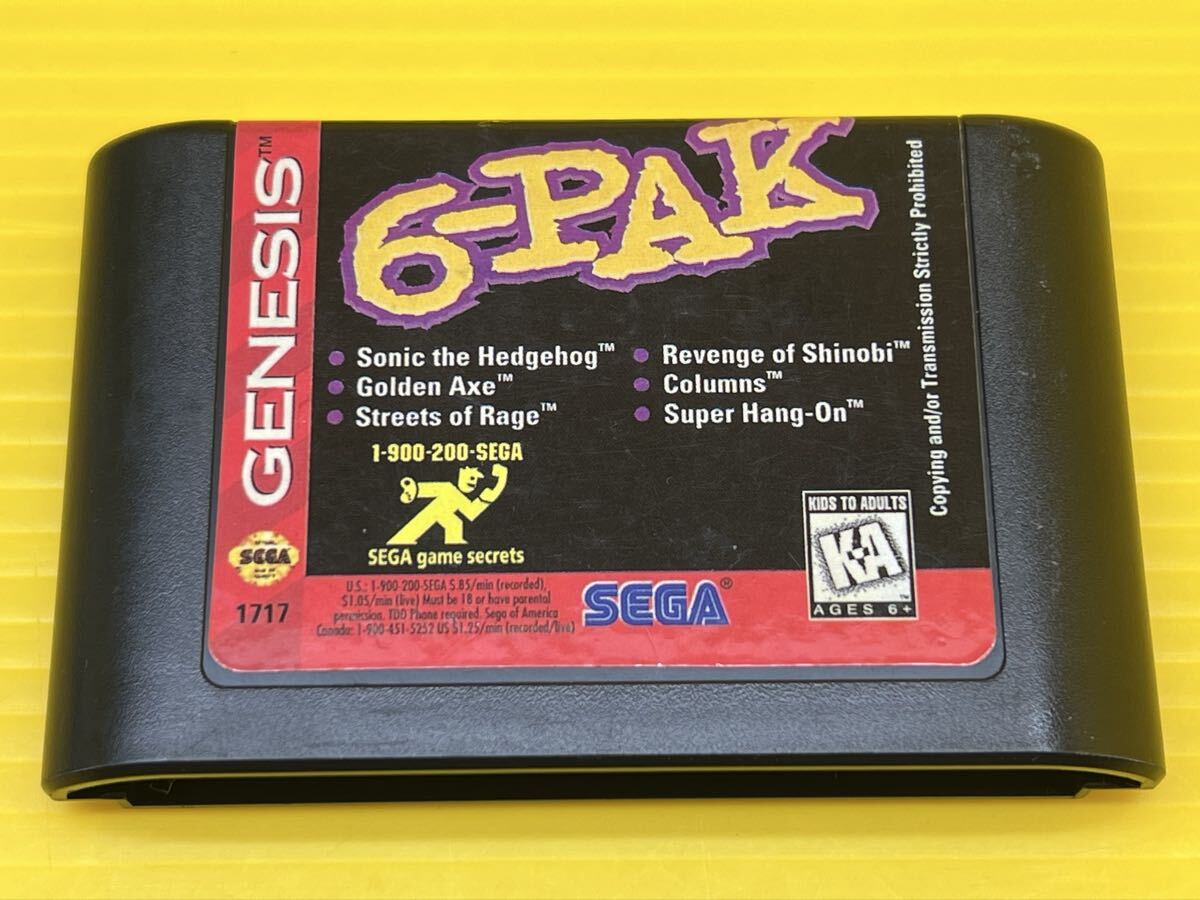 GENESIS™
6-PAK
• Sonic the Hedgehog™
• Golden Axe™
• Streets of Rage™
• Revenge of Shinobi™
• Columns™
• Super Hang-On™
1-900-200-SEGA
SEGA game secrets
Copying and/or Transmission Strictly Prohibited
KIDS TO ADULTS
KA
™
AGES 6+
SEGA
1717
U.S.: 1-900-200-SEGA $.85/min (recorded),
$1.05/min (live) Must be 18 or have parental
permission. TDD Phone required. Sega of America
Canada: 1-900-451-5252 US $1.25/min (recorded/live)
SEGA®